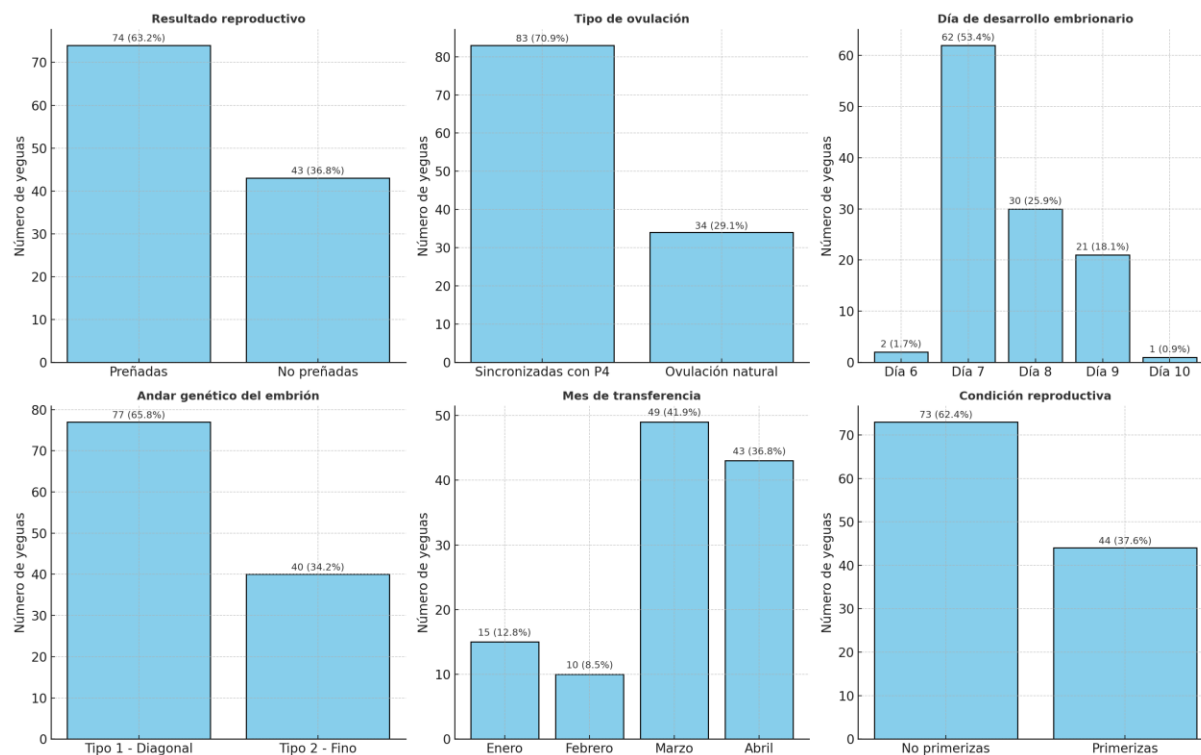 Resultado reproductivo
Número de yeguas
70
60
50
40
30
20
10
0
74 (63.2%)
43 (36.8%)
Preñadas
No preñadas
Tipo de ovulación
Número de yeguas
80
70
60
50
40
30
20
10
0
83 (70.9%)
34 (29.1%)
Sincronizadas con P4
Ovulación natural
Día de desarrollo embrionario
Número de yeguas
60
50
40
30
20
10
0
2 (1.7%)
62 (53.4%)
30 (25.9%)
21 (18.1%)
1 (0.9%)
Día 6
Día 7
Día 8
Día 9
Día 10
Andar genético del embrión
Número de yeguas
80
70
60
50
40
30
20
10
0
77 (65.8%)
40 (34.2%)
Tipo 1 - Diagonal
Tipo 2 - Fino
Mes de transferencia
Número de yeguas
50
40
30
20
10
0
15 (12.8%)
10 (8.5%)
49 (41.9%)
43 (36.8%)
Enero
Febrero
Marzo
Abril
Condición reproductiva
Número de yeguas
70
60
50
40
30
20
10
0
73 (62.4%)
44 (37.6%)
No primerizas
Primerizas